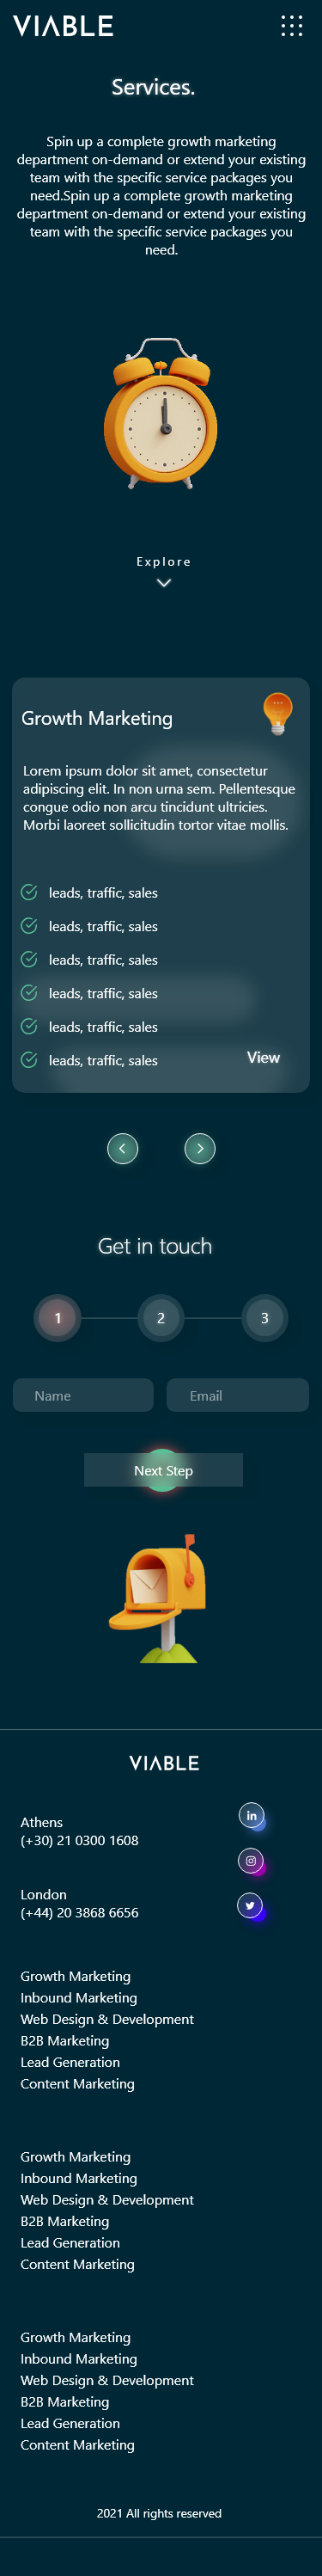 VIABLE
Services.
Spin up a complete growth marketing
department on-demand or extend your existing
team with the specific service packages you
need.Spin up a complete growth marketing
department on-demand or extend your existing
team with the specific service packages you
need.
Explore
Growth Marketing
Lorem ipsum dolor sit amet, consectetur
adipiscing elit. In non urna sem. Pellentesque
congue odio non arcu tincidunt ultricies.
Morbi laoreet sollicitudin tortor vitae mollis.
leads, traffic, sales
leads, traffic, sales
leads, traffic, sales
leads, traffic, sales
leads, traffic, sales
leads, traffic, sales
View
Get in touch
1 2 3
Name Email
Next Step
VIABLE
Athens
(+30) 21 0300 1608
London
(+44) 20 3868 6656
Growth Marketing
Inbound Marketing
Web Design & Development
B2B Marketing
Lead Generation
Content Marketing
Growth Marketing
Inbound Marketing
Web Design & Development
B2B Marketing
Lead Generation
Content Marketing
Growth Marketing
Inbound Marketing
Web Design & Development
B2B Marketing
Lead Generation
Content Marketing
2021 All rights reserved